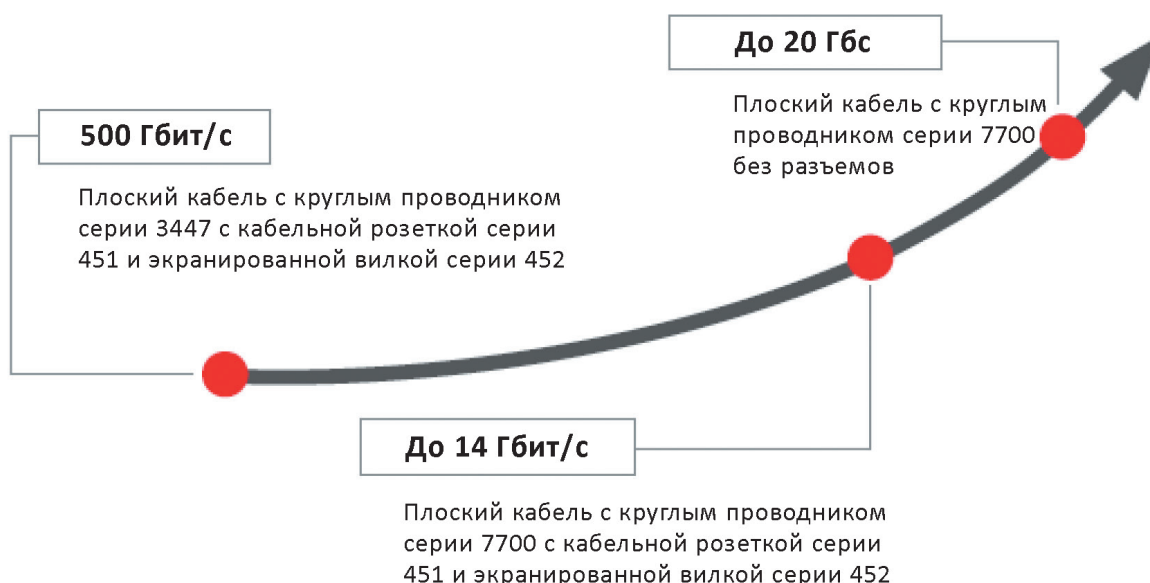 500 Гбит/с
Плоский кабель с круглым проводником
серии 3447 с кабельной розеткой серии
451 и экранированной вилкой серии 452
До 14 Гбит/с
Плоский кабель с круглым проводником
серии 7700 с кабельной розеткой серии
451 и экранированной вилкой серии 452
До 20 Гбс
Плоский кабель с круглым
проводником серии 7700
без разъемов